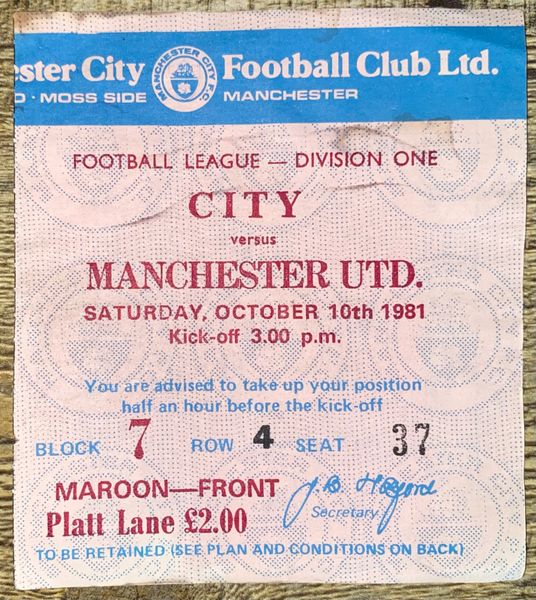 ster City Football Club Ltd.
MANCHESTER CITY F.C.
D · MOSS SIDE MANCHESTER
FOOTBALL LEAGUE — DIVISION ONE
CITY
versus
MANCHESTER UTD.
SATURDAY, OCTOBER 10th 1981
Kick-off 3.00 p.m.
You are advised to take up your position
half an hour before the kick-off
BLOCK 7 ROW 4 SEAT 37
MAROON—FRONT
Secretary
Platt Lane £2.00
TO BE RETAINED (SEE PLAN AND CONDITIONS ON BACK)